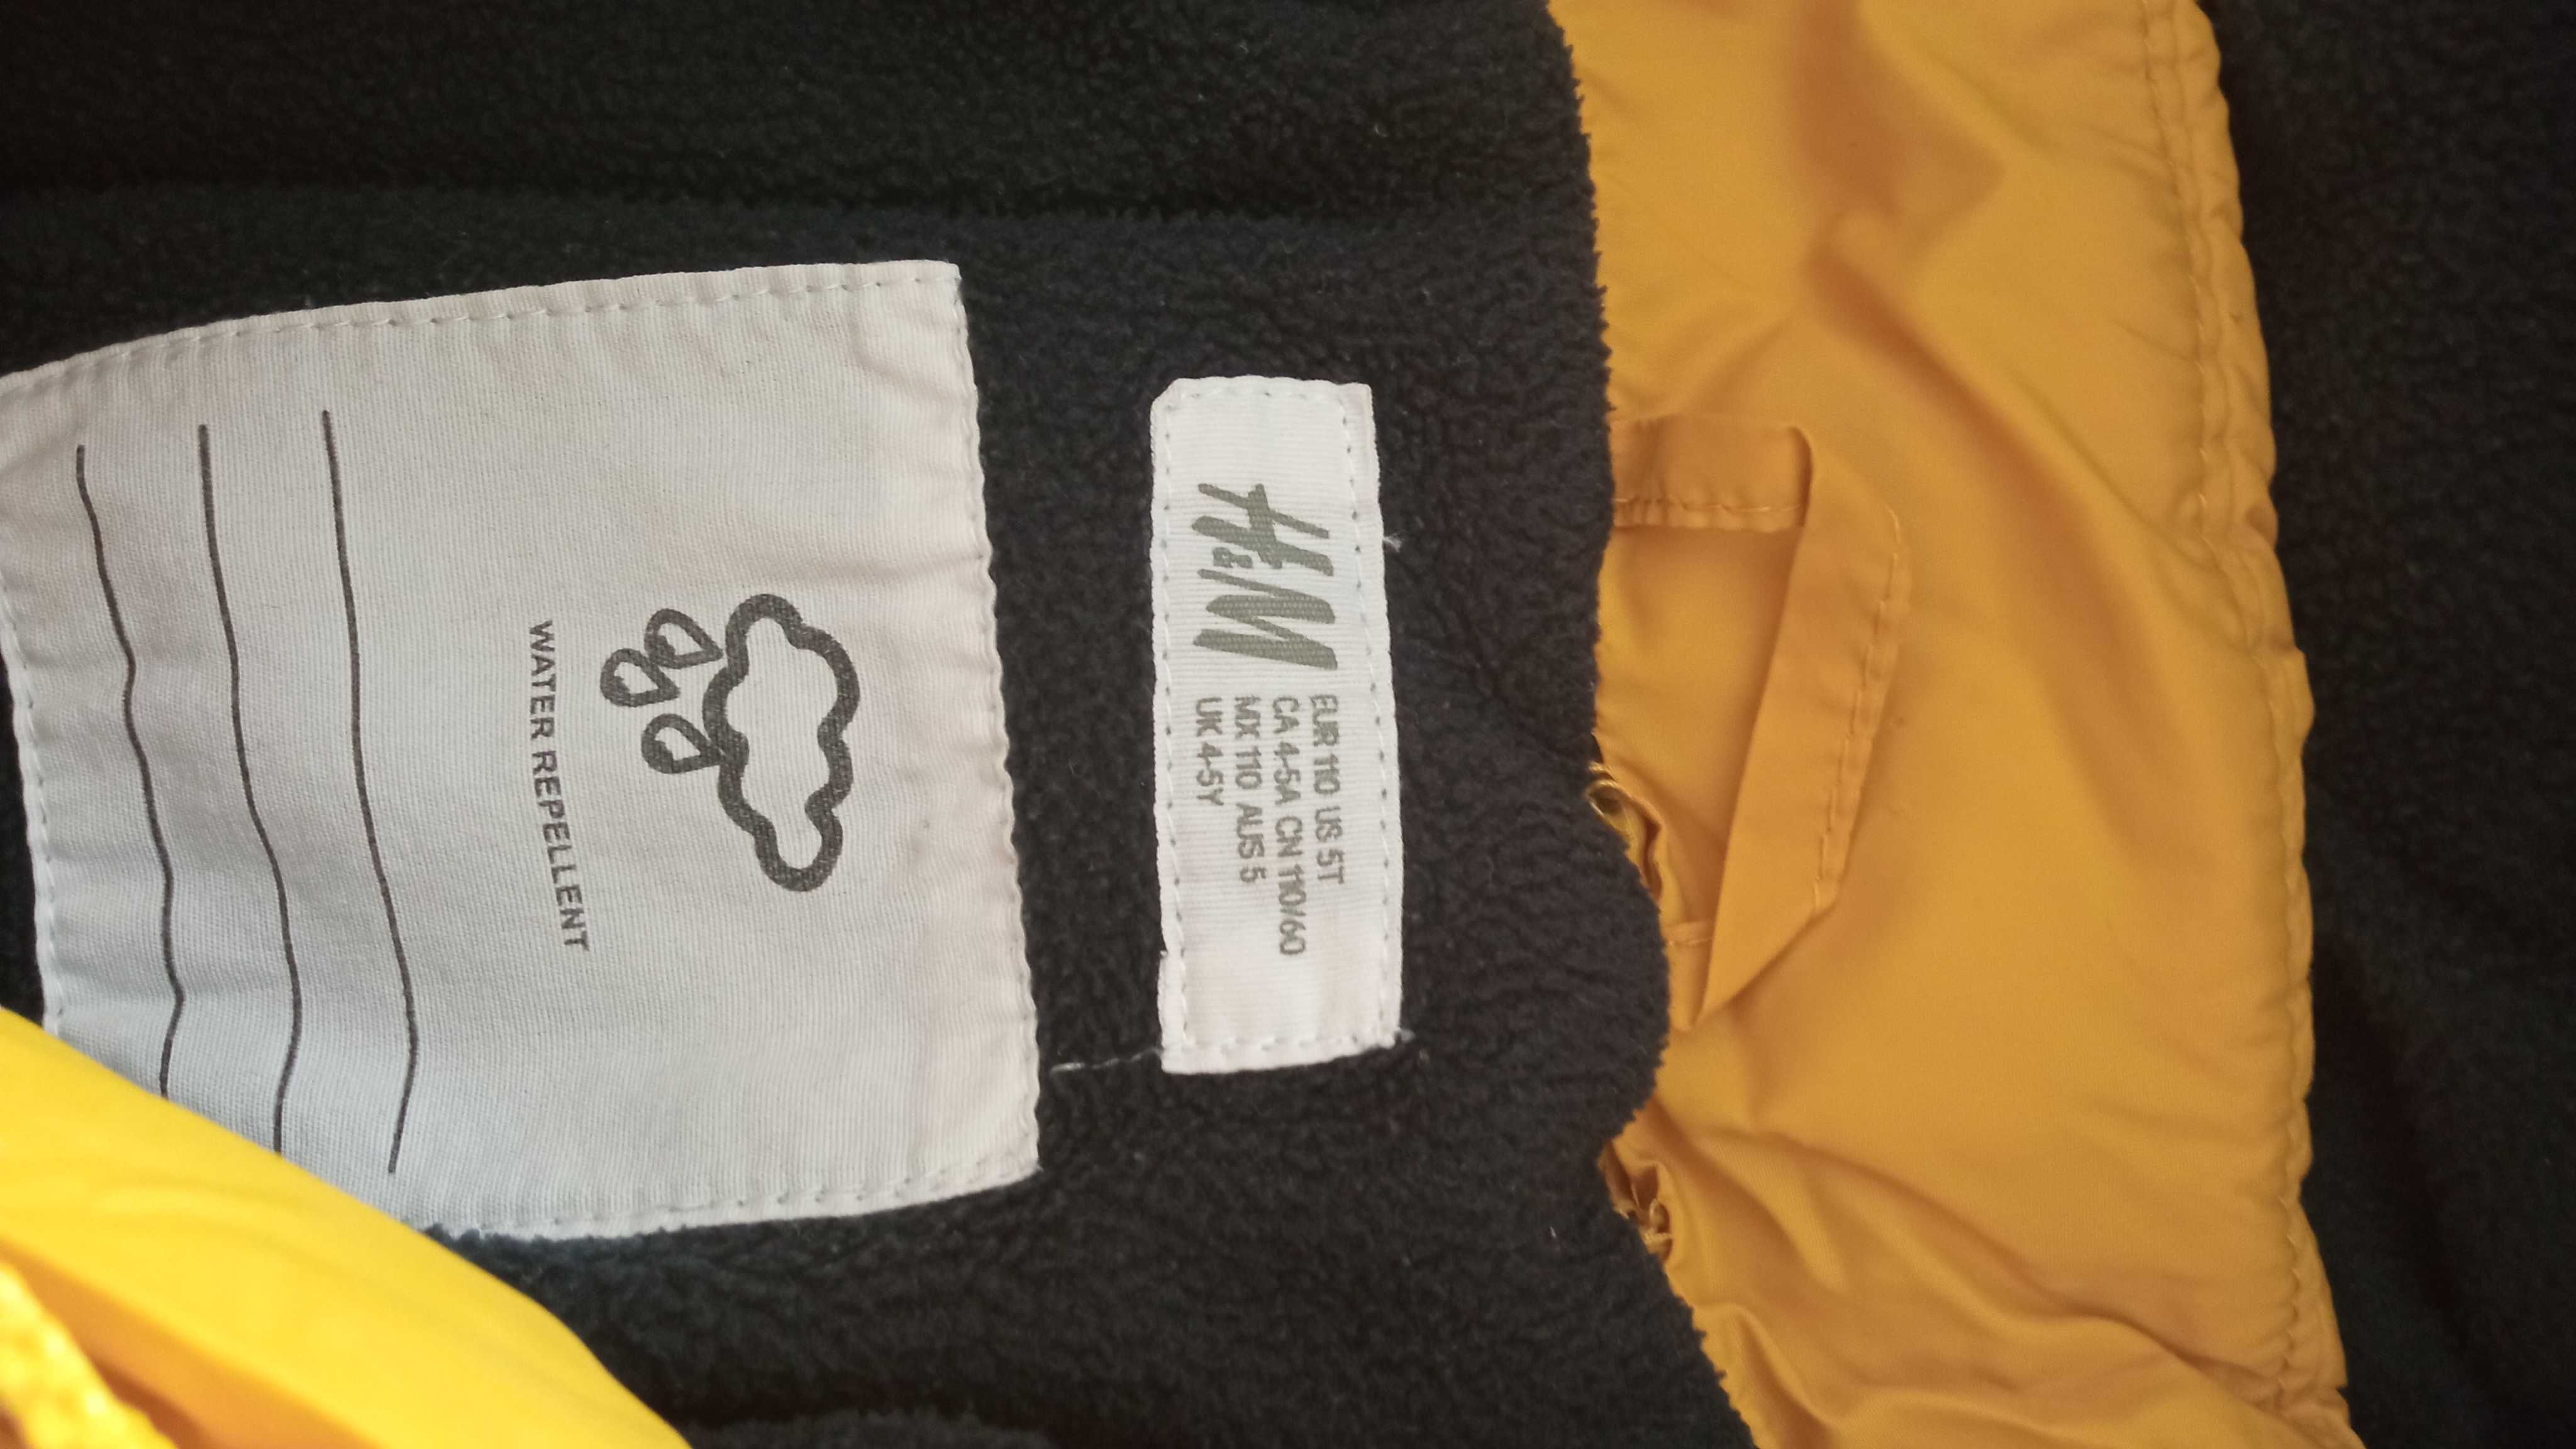 H&M
EUR 110 US 5T
CA 4-5A CN 110/60
MX 110 AUS 5
UK 4-5Y
WATER REPELLENT